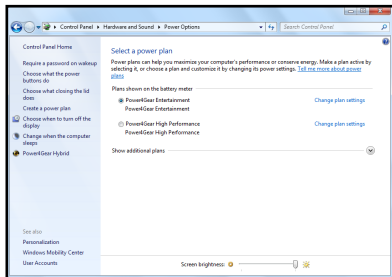 Control Panel ▸ Hardware and Sound ▸ Power Options
Search Control Panel
Control Panel Home
Require a password on wakeup
Choose what the power
buttons do
Choose what closing the lid
does
Create a power plan
Choose when to turn off the
display
Change when the computer
sleeps
Power4Gear Hybrid
See also
Personalization
Windows Mobility Center
User Accounts
Select a power plan
Power plans can help you maximize your computer's performance or conserve energy. Make a plan active by
selecting it, or choose a plan and customize it by changing its power settings. Tell me more about power
plans
Plans shown on the battery meter
Power4Gear Entertainment Change plan settings
Power4Gear Entertainment
Power4Gear High Performance Change plan settings
Power4Gear High Performance
Show additional plans
Screen brightness: